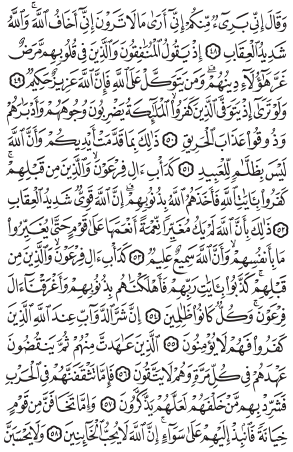 وَقَالَ إِنِّي بَرِيٓءٞ مِّنكُمۡ إِنِّيٓ أَرَىٰ مَا لَا تَرَوۡنَ إِنِّيٓ أَخَافُ ٱللَّهَۚ وَٱللَّهُ
شَدِيدُ ٱلۡعِقَابِ ٤٨ إِذۡ يَقُولُ ٱلۡمُنَٰفِقُونَ وَٱلَّذِينَ فِي قُلُوبِهِم مَّرَضٌ
غَرَّ هَٰٓؤُلَآءِ دِينُهُمۡۗ وَمَن يَتَوَكَّلۡ عَلَى ٱللَّهِ فَإِنَّ ٱللَّهَ عَزِيزٌ حَكِيمٞ ٤٩
وَلَوۡ تَرَىٰٓ إِذۡ يَتَوَفَّى ٱلَّذِينَ كَفَرُواْ ٱلۡمَلَٰٓئِكَةُ يَضۡرِبُونَ وُجُوهَهُمۡ وَأَدۡبَٰرَهُمۡ
وَذُوقُواْ عَذَابَ ٱلۡحَرِيقِ ٥٠ ذَٰلِكَ بِمَا قَدَّمَتۡ أَيۡدِيكُمۡ وَأَنَّ ٱللَّهَ
لَيۡسَ بِظَلَّٰمٖ لِّلۡعَبِيدِ ٥١ كَدَأۡبِ ءَالِ فِرۡعَوۡنَ وَٱلَّذِينَ مِن قَبۡلِهِمۡۚ
كَفَرُواْ بِـَٔايَٰتِ ٱللَّهِ فَأَخَذَهُمُ ٱللَّهُ بِذُنُوبِهِمۡۚ إِنَّ ٱللَّهَ قَوِيّٞ شَدِيدُ ٱلۡعِقَابِ
٥٢ ذَٰلِكَ بِأَنَّ ٱللَّهَ لَمۡ يَكُ مُغَيِّرٗا نِّعۡمَةً أَنۡعَمَهَا عَلَىٰ قَوۡمٍ حَتَّىٰ يُغَيِّرُواْ
مَا بِأَنفُسِهِمۡ وَأَنَّ ٱللَّهَ سَمِيعٌ عَلِيمٞ ٥٣ كَدَأۡبِ ءَالِ فِرۡعَوۡنَ وَٱلَّذِينَ مِن
قَبۡلِهِمۡۚ كَذَّبُواْ بِـَٔايَٰتِ رَبِّهِمۡ فَأَهۡلَكۡنَٰهُم بِذُنُوبِهِمۡ وَأَغۡرَقۡنَآ ءَالَ
فِرۡعَوۡنَۚ وَكُلّٞ كَانُواْ ظَٰلِمِينَ ٥٤ إِنَّ شَرَّ ٱلدَّوَآبِّ عِندَ ٱللَّهِ ٱلَّذِينَ
كَفَرُواْ فَهُمۡ لَا يُؤۡمِنُونَ ٥٥ ٱلَّذِينَ عَٰهَدتَّ مِنۡهُمۡ ثُمَّ يَنقُضُونَ
عَهۡدَهُمۡ فِي كُلِّ مَرَّةٖ وَهُمۡ لَا يَتَّقُونَ ٥٦ فَإِمَّا تَثۡقَفَنَّهُمۡ فِي ٱلۡحَرۡبِ
فَشَرِّدۡ بِهِم مَّنۡ خَلۡفَهُمۡ لَعَلَّهُمۡ يَذَّكَّرُونَ ٥٧ وَإِمَّا تَخَافَنَّ مِن قَوۡمٍ
خِيَانَةٗ فَٱنۢبِذۡ إِلَيۡهِمۡ عَلَىٰ سَوَآءٍۚ إِنَّ ٱللَّهَ لَا يُحِبُّ ٱلۡخَآئِنِينَ ٥٨ وَلَا يَحۡسَبَنَّ